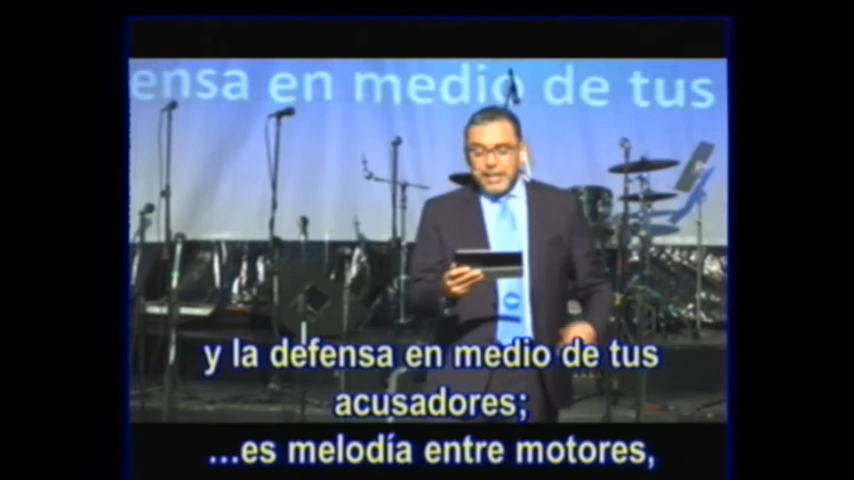 ensa en medio de tus
y la defensa en medio de tus
acusadores;
...es melodía entre motores,